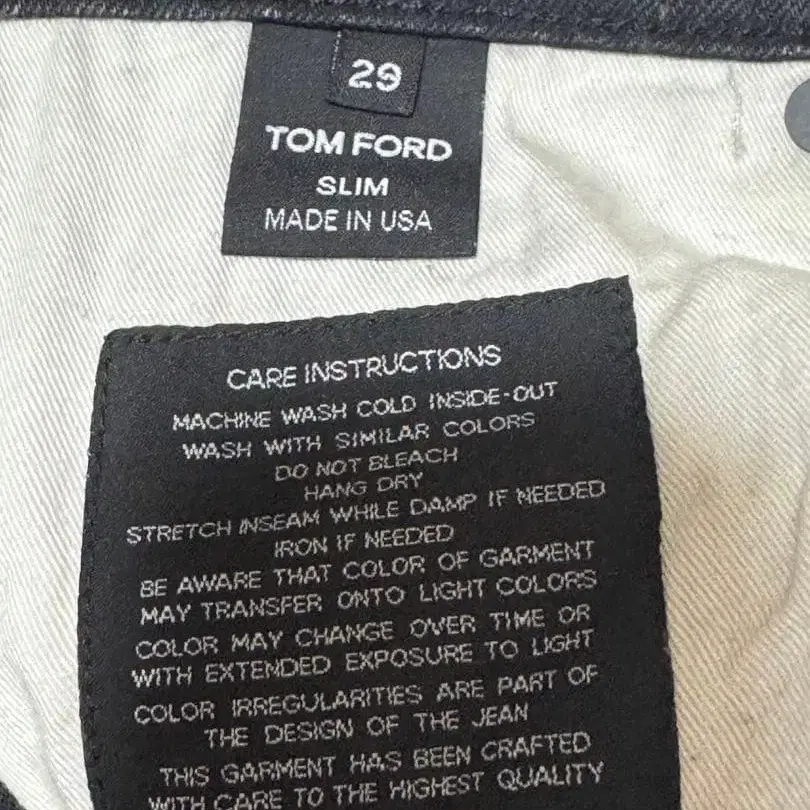 29
TOM FORD
SLIM
MADE IN USA
CARE INSTRUCTIONS
MACHINE WASH COLD INSIDE-OUT
WASH WITH SIMILAR COLORS
DO NOT BLEACH
HANG DRY
STRETCH INSEAM WHILE DAMP IF NEEDED
IRON IF NEEDED
BE AWARE THAT COLOR OF GARMENT
MAY TRANSFER ONTO LIGHT COLORS
COLOR MAY CHANGE OVER TIME OR
WITH EXTENDED EXPOSURE TO LIGHT
COLOR IRREGULARITIES ARE PART OF
THE DESIGN OF THE JEAN
THIS GARMENT HAS BEEN CRAFTED
WITH CARE TO THE HIGHEST QUALITY